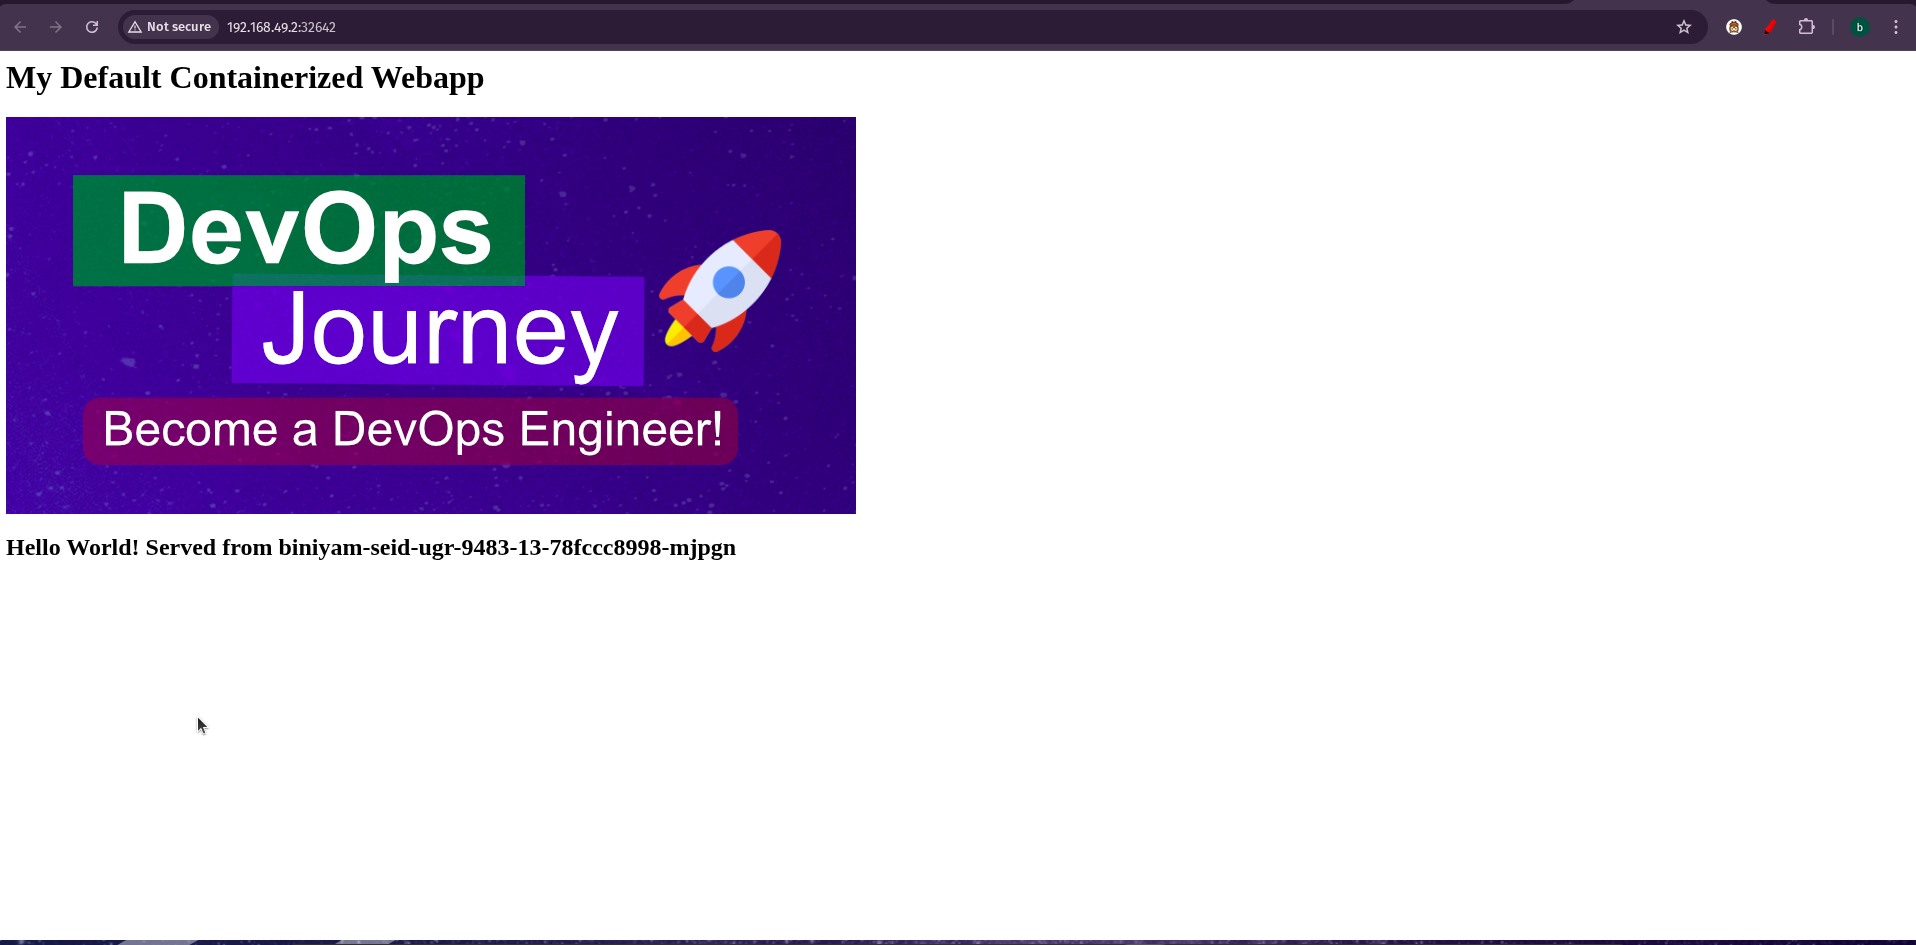 Not secure
192.168.49.2:32642
b
My Default Containerized Webapp
DevOps
Journey
Become a DevOps Engineer!
Hello World! Served from biniyam-seid-ugr-9483-13-78fccc8998-mjpgn